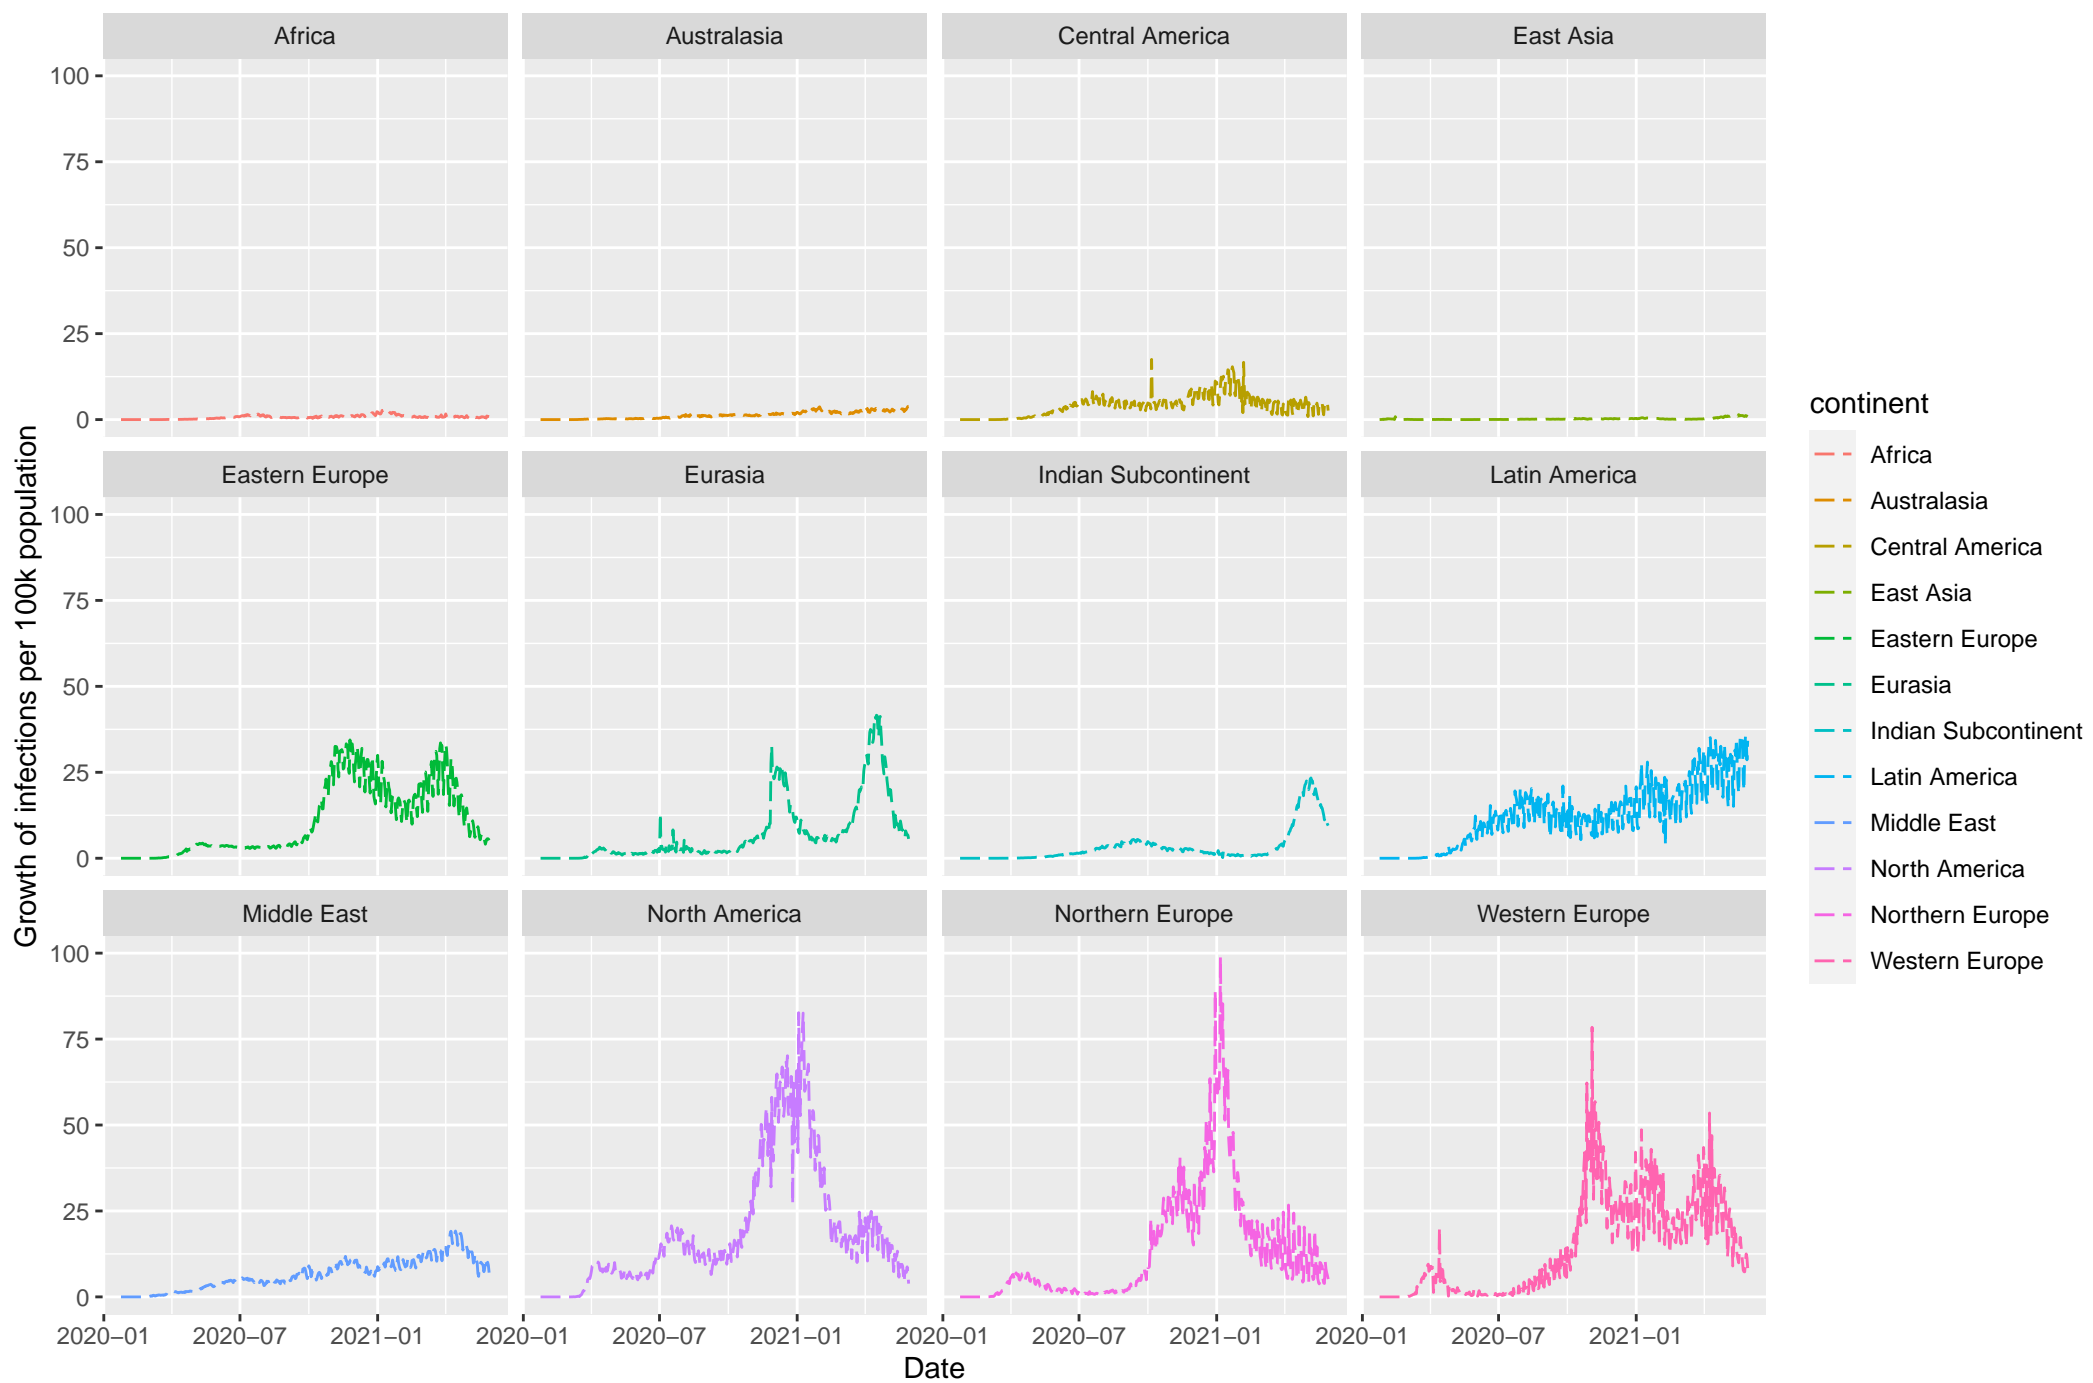 Africa
Australasia
Central America
East Asia
100
75
50
25
0
Eastern Europe
Eurasia
Indian Subcontinent
Latin America
100
75
50
25
0
Middle East
North America
Northern Europe
Western Europe
100
75
50
25
0
2020–01 2020–07 2021–01
2020–01 2020–07 2021–01
2020–01 2020–07 2021–01
2020–01 2020–07 2021–01
Date
Growth of infections per 100k population
continent
Africa
Australasia
Central America
East Asia
Eastern Europe
Eurasia
Indian Subcontinent
Latin America
Middle East
North America
Northern Europe
Western Europe